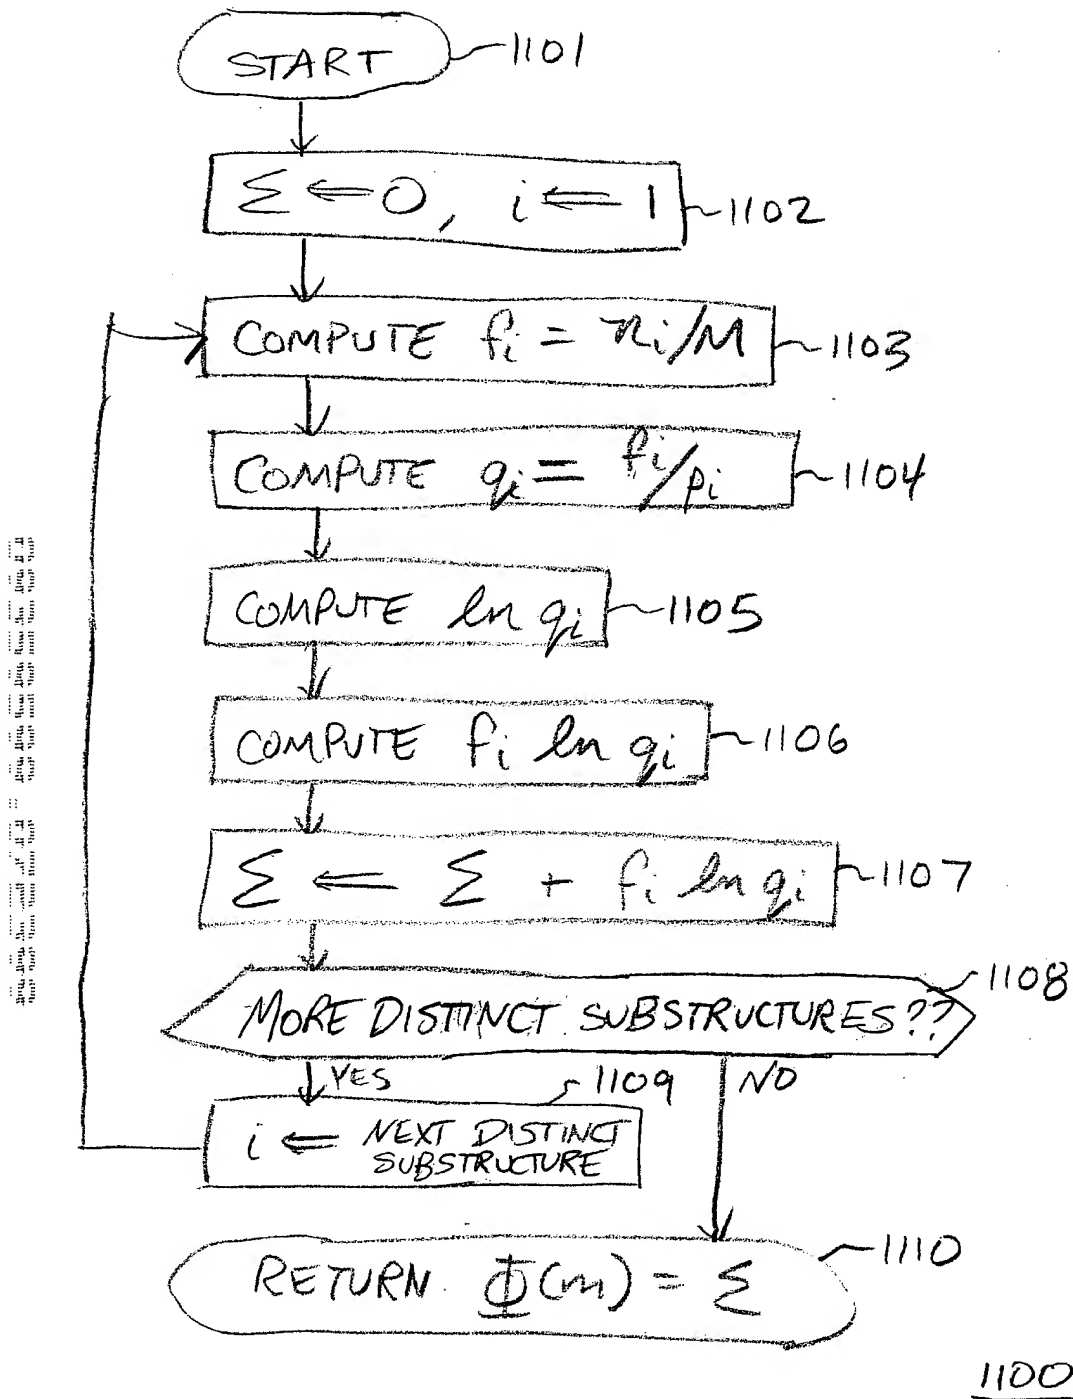 START 1101
Σ ⇐ 0, i ⇐ 1 1102
COMPUTE fi = ni/M 1103
COMPUTE qi = fi/pi 1104
COMPUTE ln qi 1105
COMPUTE fi ln qi 1106
Σ ⇐ Σ + fi ln qi 1107
MORE DISTINCT SUBSTRUCTURES?? 1108
YES 1109 NO
i ⇐ NEXT DISTINCT
SUBSTRUCTURE
RETURN Φ(m) = Σ 1110
1100